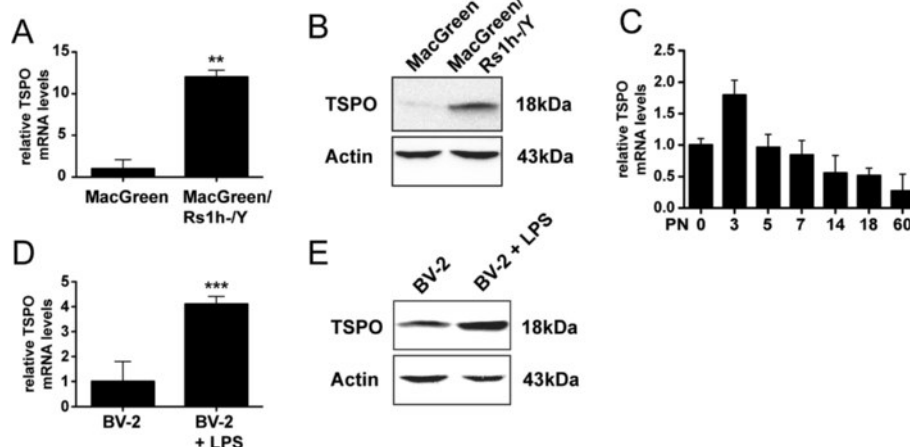 A
relative TSPO
mRNA levels
15
10
5
0
**
MacGreen
MacGreen/
Rs1h-/Y
B
MacGreen
MacGreen/
Rs1h-/Y
TSPO
18kDa
Actin
43kDa
C
relative TSPO
mRNA levels
2.5
2.0
1.5
1.0
0.5
0.0
PN 0 3 5 7 14 18 60
D
relative TSPO
mRNA levels
5
4
3
2
1
0
***
BV-2
BV-2
+ LPS
E
BV-2
BV-2 + LPS
TSPO
18kDa
Actin
43kDa